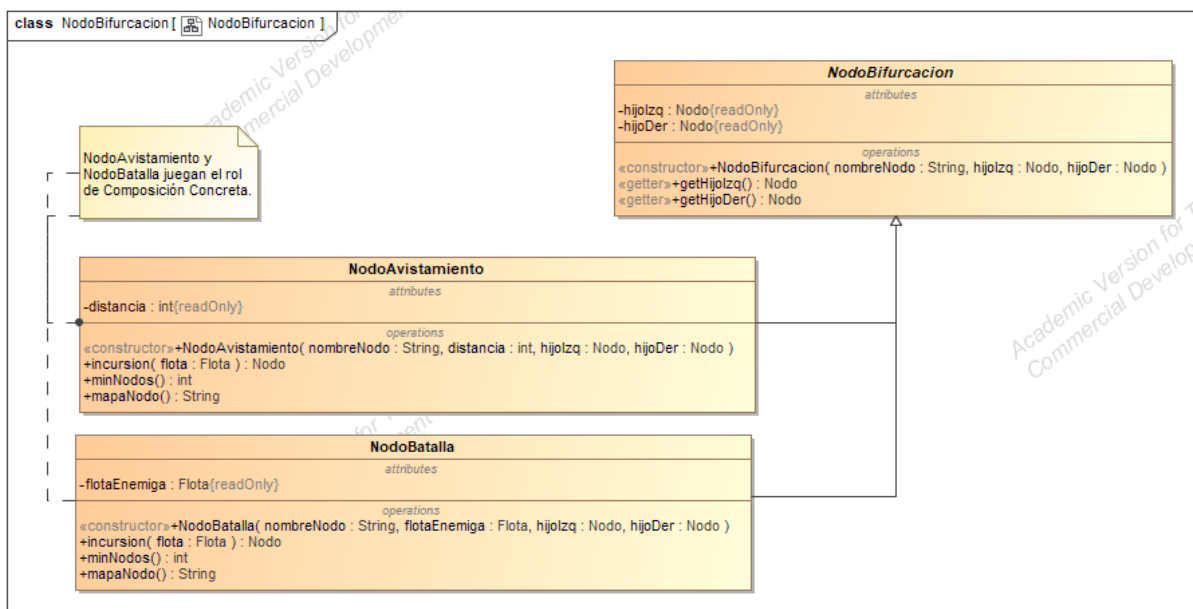 class NodoBifurcacion [ NodoBifurcacion ]
NodoBifurcacion
attributes
-hijoIzq : Nodo{readOnly}
-hijoDer : Nodo{readOnly}
operations
«constructor»+NodoBifurcacion( nombreNodo : String, hijoIzq : Nodo, hijoDer : Nodo )
«getter»+getHijoIzq() : Nodo
«getter»+getHijoDer() : Nodo
NodoAvistamiento y
NodoBatalla juegan el rol
de Composición Concreta.
NodoAvistamiento
attributes
-distancia : int{readOnly}
operations
«constructor»+NodoAvistamiento( nombreNodo : String, distancia : int, hijoIzq : Nodo, hijoDer : Nodo )
+incursion( flota : Flota ) : Nodo
+minNodos() : int
+mapaNodo() : String
NodoBatalla
attributes
-flotaEnemiga : Flota{readOnly}
operations
«constructor»+NodoBatalla( nombreNodo : String, flotaEnemiga : Flota, hijoIzq : Nodo, hijoDer : Nodo )
+incursion( flota : Flota ) : Nodo
+minNodos() : int
+mapaNodo() : String
Academic Version for
Commercial Development